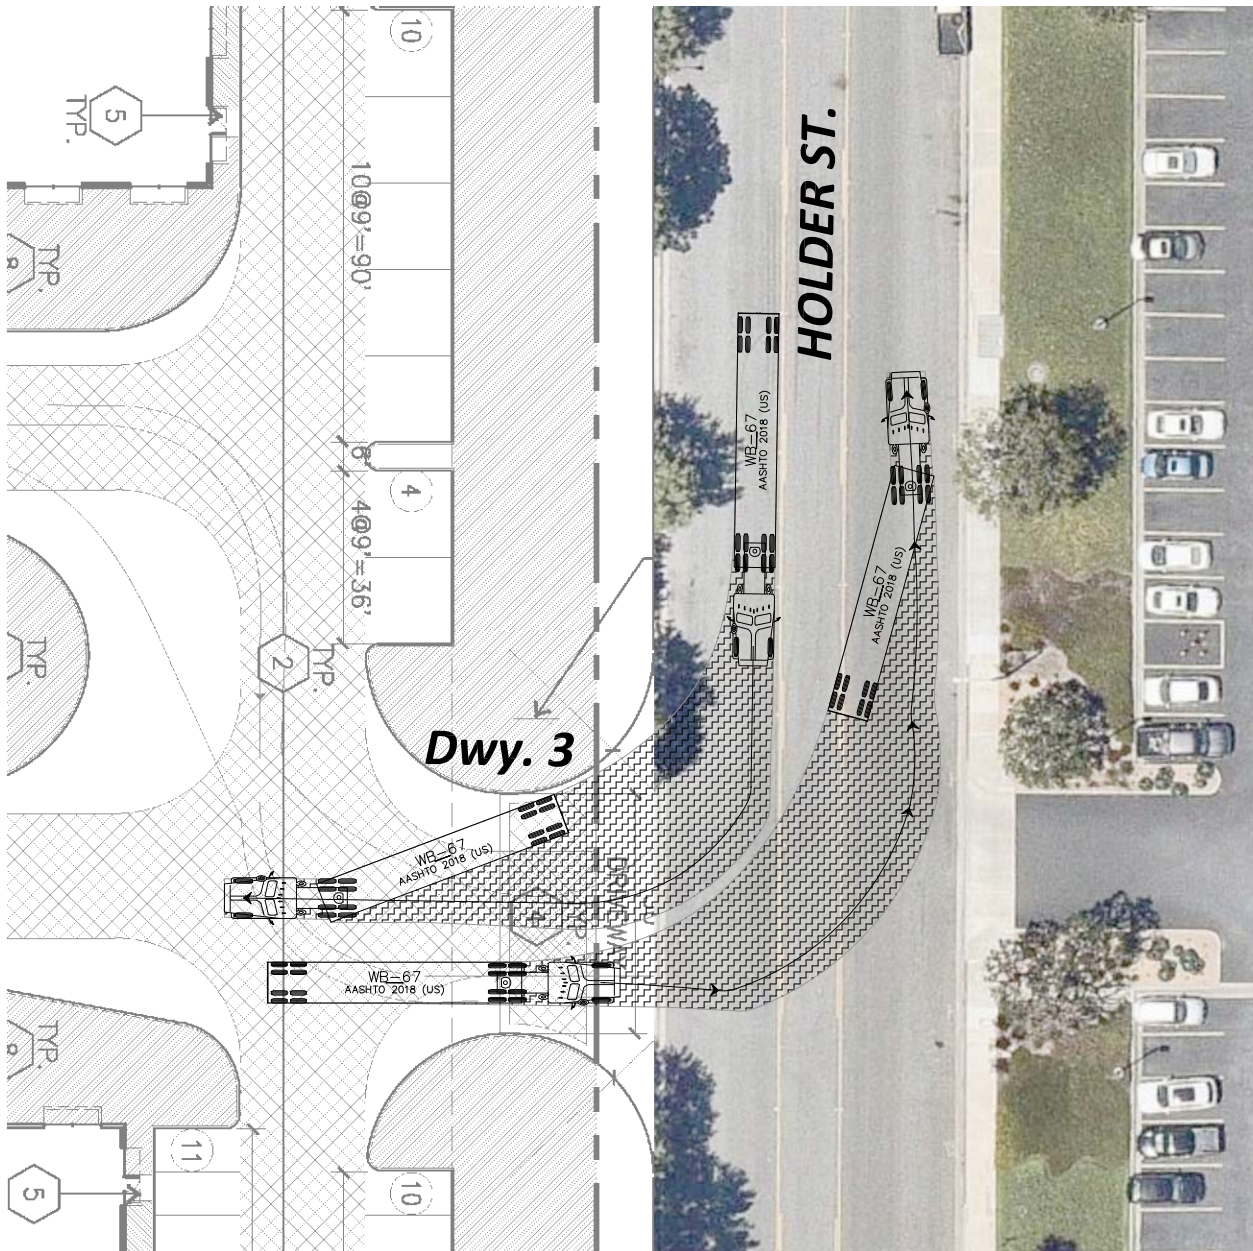 10
5
TYP.
10@9'=90'
HOLDER ST.
TYP.
WB-67
AASHTO 2018 (US)
4
4@9'=36'
WB-67
AASHTO 2018 (US)
2
TYP.
TYP.
Dwy. 3
WB-67
AASHTO 2018 (US)
4
TYP.
WB-67
AASHTO 2018 (US)
TYP.
11
5
10